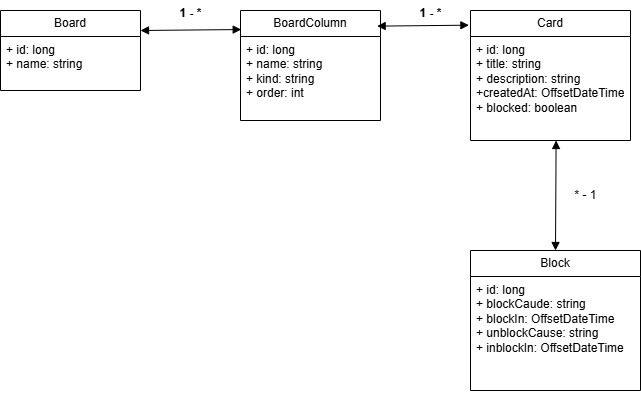 Board
+ id: long
+ name: string
1 - *
BoardColumn
+ id: long
+ name: string
+ kind: string
+ order: int
1 - *
Card
+ id: long
+ title: string
+ description: string
+createdAt: OffsetDateTime
+ blocked: boolean
* - 1
Block
+ id: long
+ blockCaude: string
+ blockIn: OffsetDateTime
+ unblockCause: string
+ inblockIn: OffsetDateTime